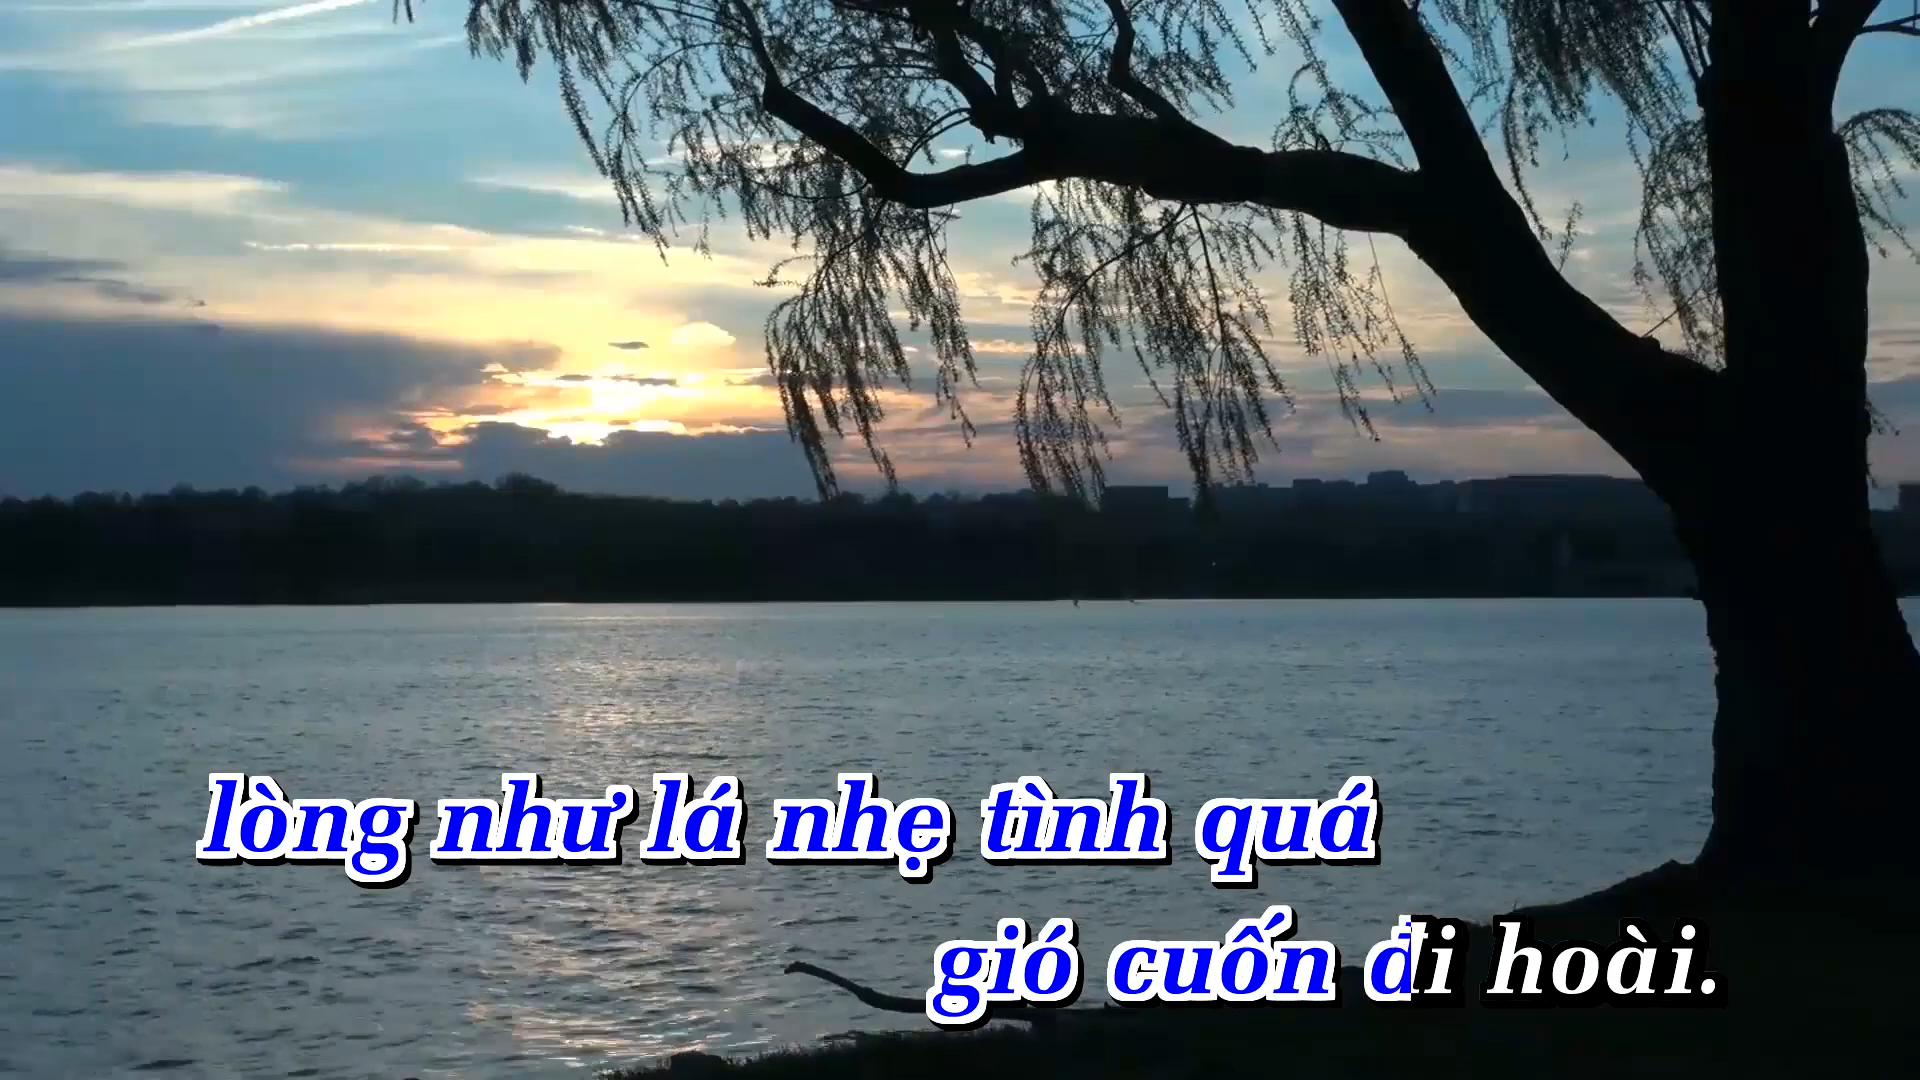 lòng như lá nhẹ tình quá
gió cuốn đi hoài.